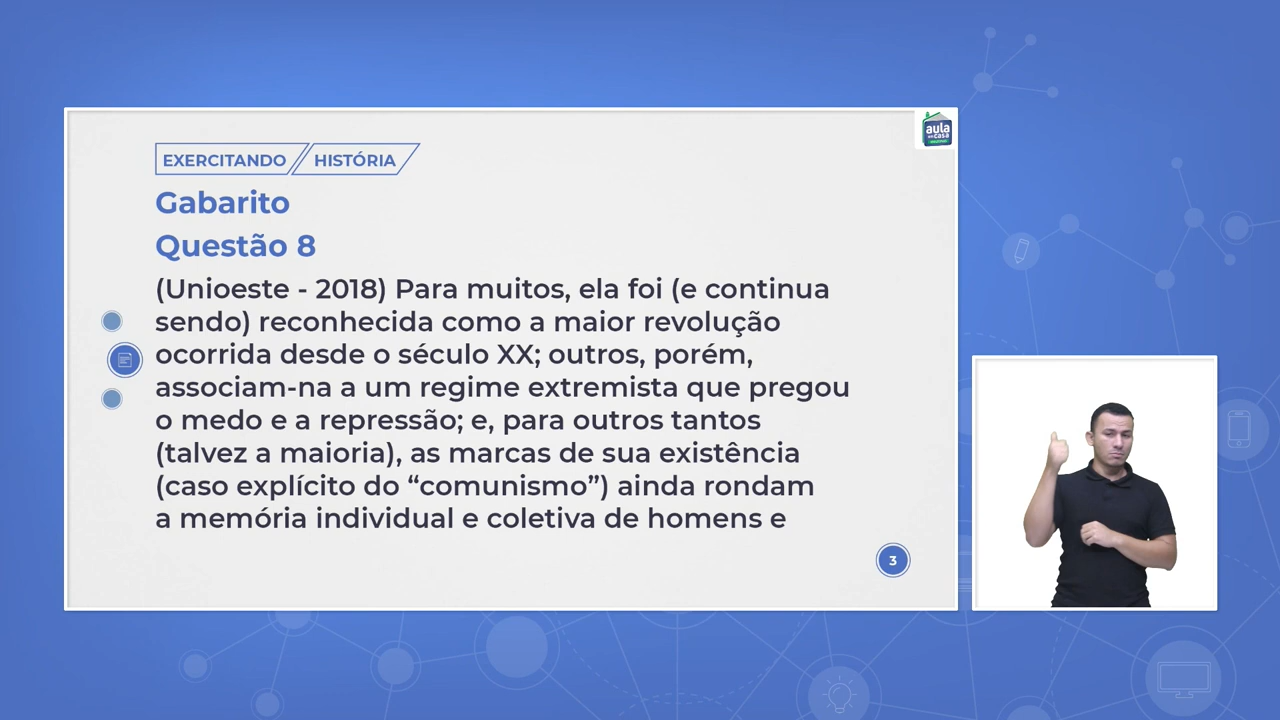 aula
em casa
EXERCITANDO HISTÓRIA
Gabarito
Questão 8
(Unioeste - 2018) Para muitos, ela foi (e continua
sendo) reconhecida como a maior revolução
ocorrida desde o século XX; outros, porém,
associam-na a um regime extremista que pregou
o medo e a repressão; e, para outros tantos
(talvez a maioria), as marcas de sua existência
(caso explícito do “comunismo”) ainda rondam
a memória individual e coletiva de homens e
3